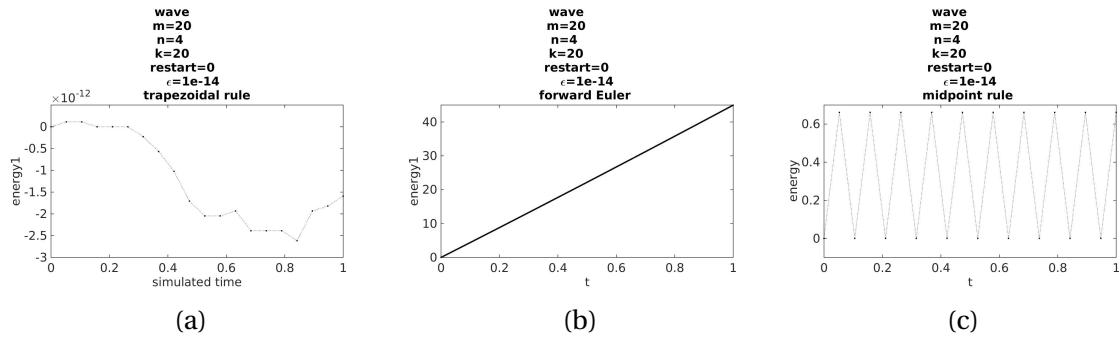 wave
m=20
n=4
k=20
restart=0
ϵ=1e-14
trapezoidal rule
×10⁻¹²
0
-0.5
-1
-1.5
-2
-2.5
-3
energy1
0
0.2
0.4
0.6
0.8
1
simulated time
(a)
wave
m=20
n=4
k=20
restart=0
ϵ=1e-14
forward Euler
40
30
20
10
0
energy1
0
0.2
0.4
0.6
0.8
1
t
(b)
wave
m=20
n=4
k=20
restart=0
ϵ=1e-14
midpoint rule
0.6
0.4
0.2
0
energy
0
0.2
0.4
0.6
0.8
1
t
(c)